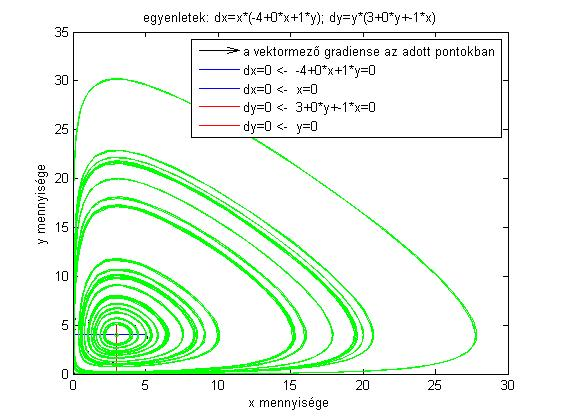 egyenletek: dx=x*(-4+0*x+1*y); dy=y*(3+0*y+-1*x)
a vektormező gradiense az adott pontokban
dx=0 <- -4+0*x+1*y=0
dx=0 <- x=0
dy=0 <- 3+0*y+-1*x=0
dy=0 <- y=0
35
30
25
20
15
10
5
0
y mennyisége
0 5 10 15 20 25 30
x mennyisége